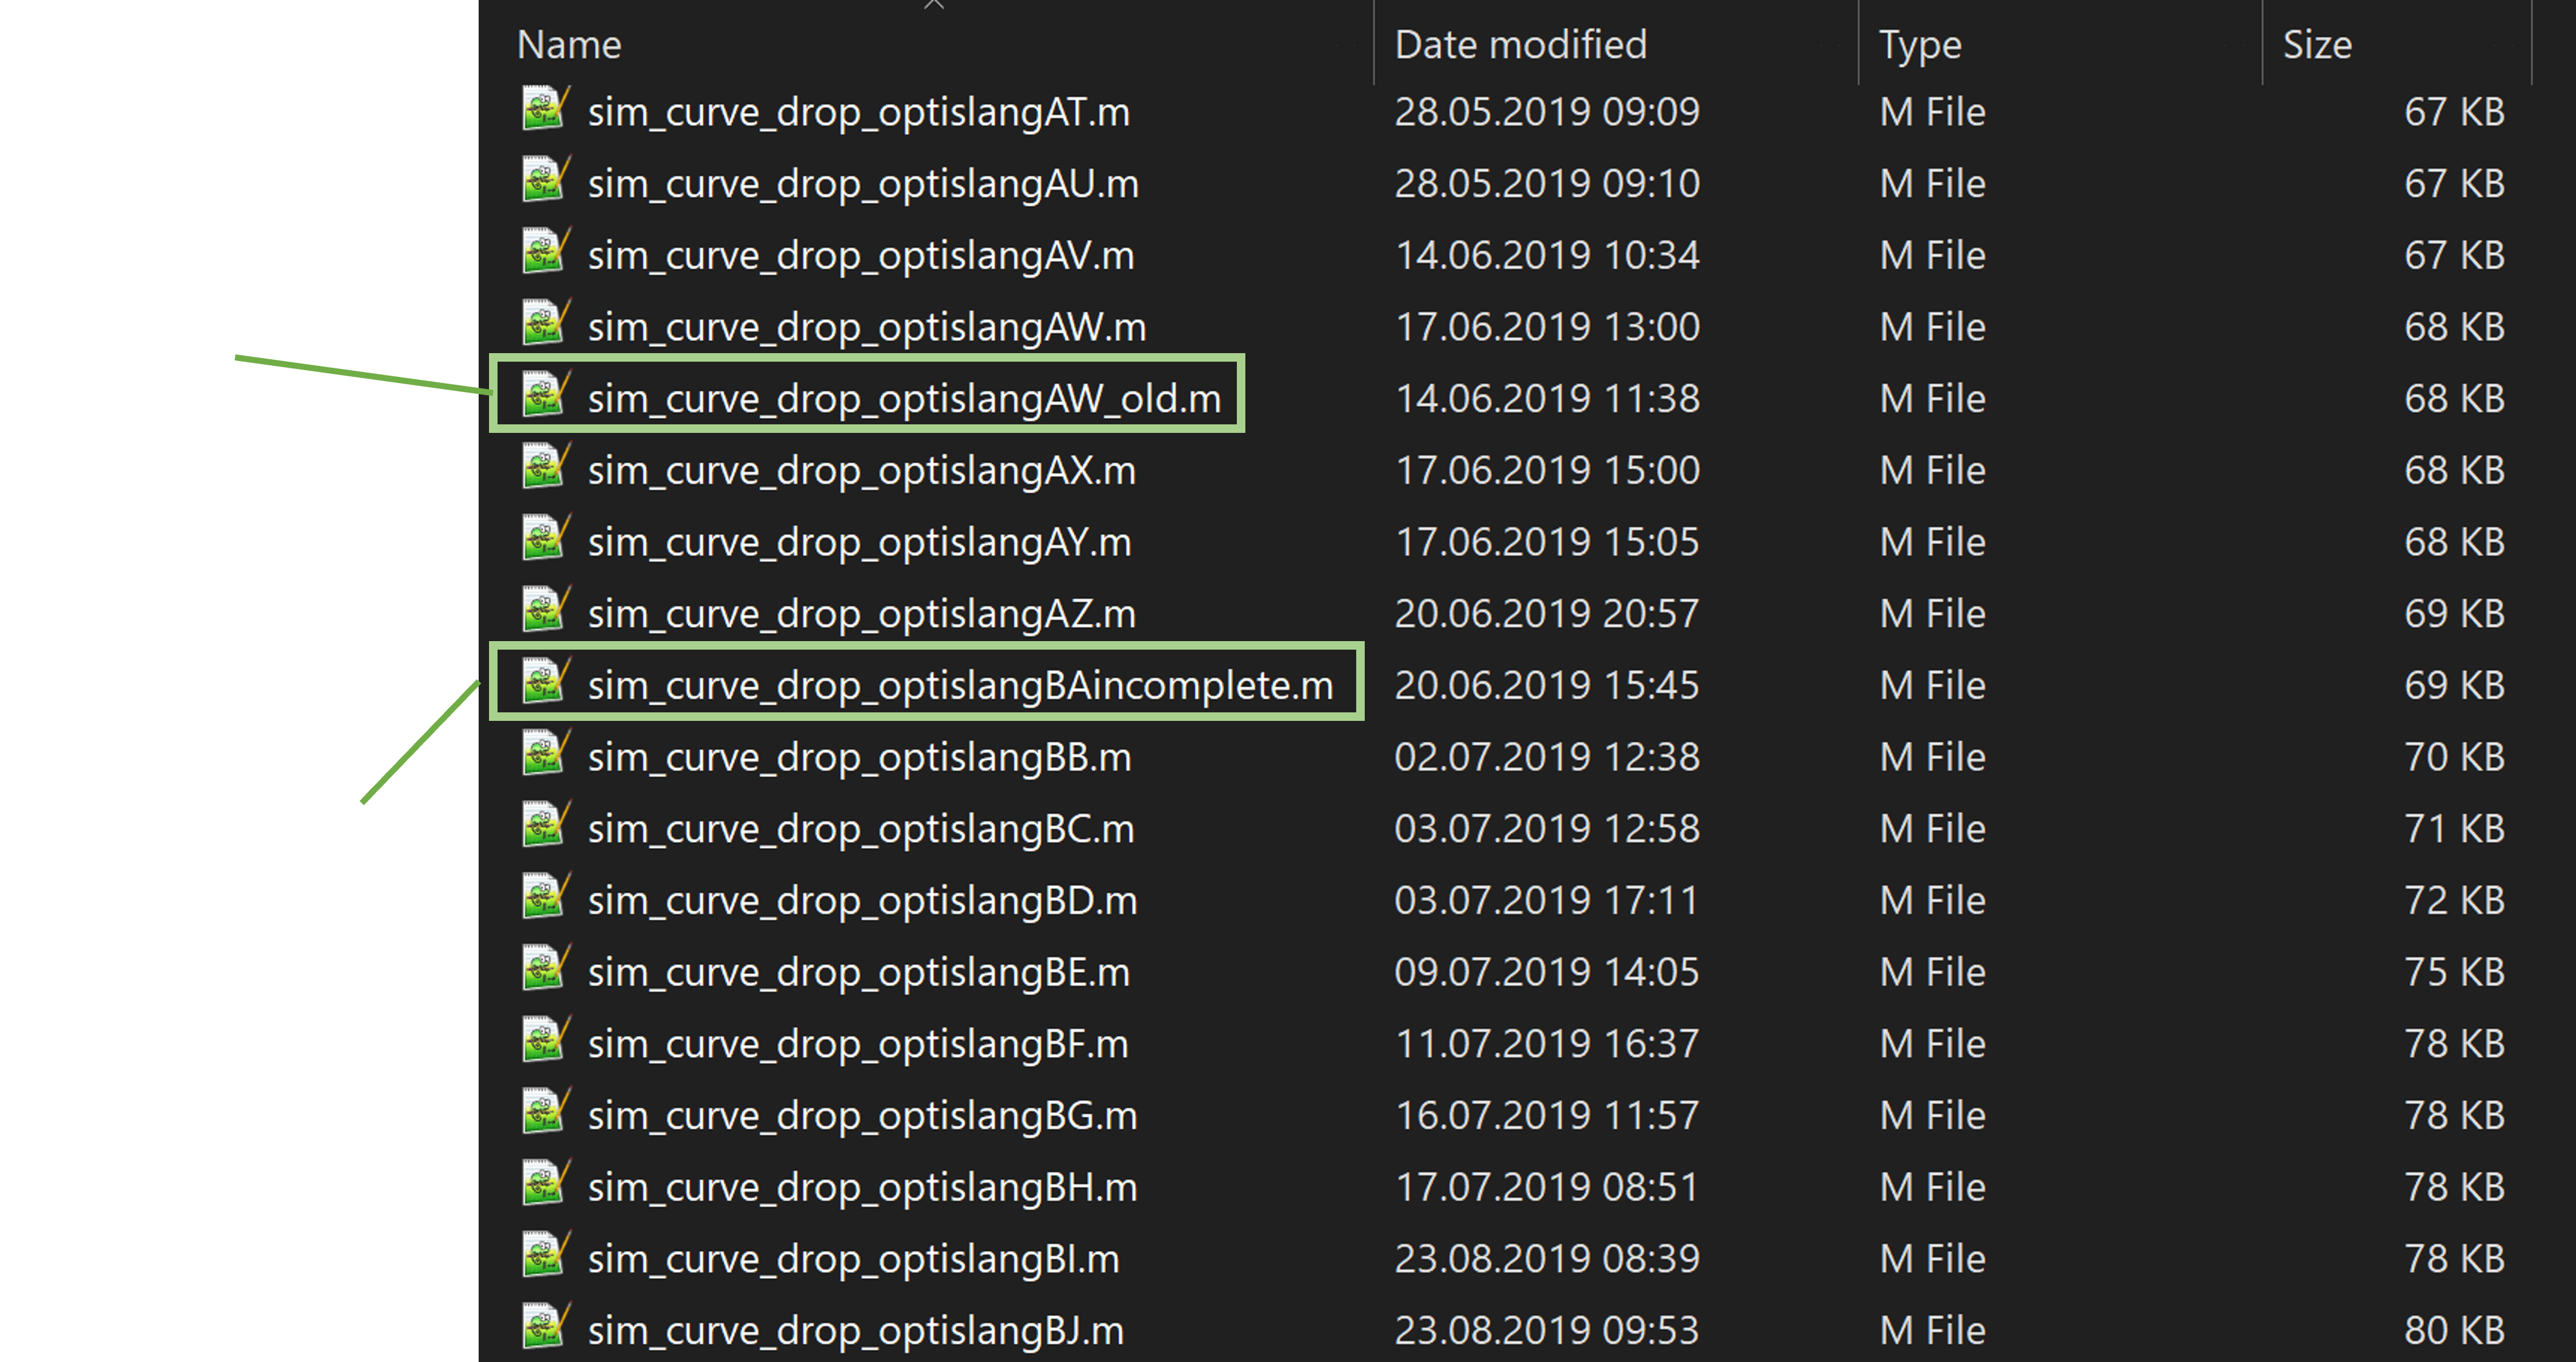 Name Date modified Type Size
sim_curve_drop_optislangAT.m 28.05.2019 09:09 M File 67 KB
sim_curve_drop_optislangAU.m 28.05.2019 09:10 M File 67 KB
sim_curve_drop_optislangAV.m 14.06.2019 10:34 M File 67 KB
sim_curve_drop_optislangAW.m 17.06.2019 13:00 M File 68 KB
sim_curve_drop_optislangAW_old.m 14.06.2019 11:38 M File 68 KB
sim_curve_drop_optislangAX.m 17.06.2019 15:00 M File 68 KB
sim_curve_drop_optislangAY.m 17.06.2019 15:05 M File 68 KB
sim_curve_drop_optislangAZ.m 20.06.2019 20:57 M File 69 KB
sim_curve_drop_optislangBAincomplete.m 20.06.2019 15:45 M File 69 KB
sim_curve_drop_optislangBB.m 02.07.2019 12:38 M File 70 KB
sim_curve_drop_optislangBC.m 03.07.2019 12:58 M File 71 KB
sim_curve_drop_optislangBD.m 03.07.2019 17:11 M File 72 KB
sim_curve_drop_optislangBE.m 09.07.2019 14:05 M File 75 KB
sim_curve_drop_optislangBF.m 11.07.2019 16:37 M File 78 KB
sim_curve_drop_optislangBG.m 16.07.2019 11:57 M File 78 KB
sim_curve_drop_optislangBH.m 17.07.2019 08:51 M File 78 KB
sim_curve_drop_optislangBI.m 23.08.2019 08:39 M File 78 KB
sim_curve_drop_optislangBJ.m 23.08.2019 09:53 M File 80 KB